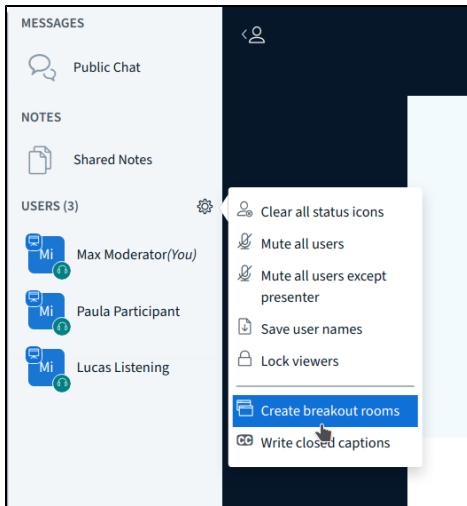 MESSAGES
Public Chat
NOTES
Shared Notes
USERS (3)
Mi Max Moderator(You)
Mi Paula Participant
Mi Lucas Listening
Clear all status icons
Mute all users
Mute all users except
presenter
Save user names
Lock viewers
Create breakout rooms
CC Write closed captions